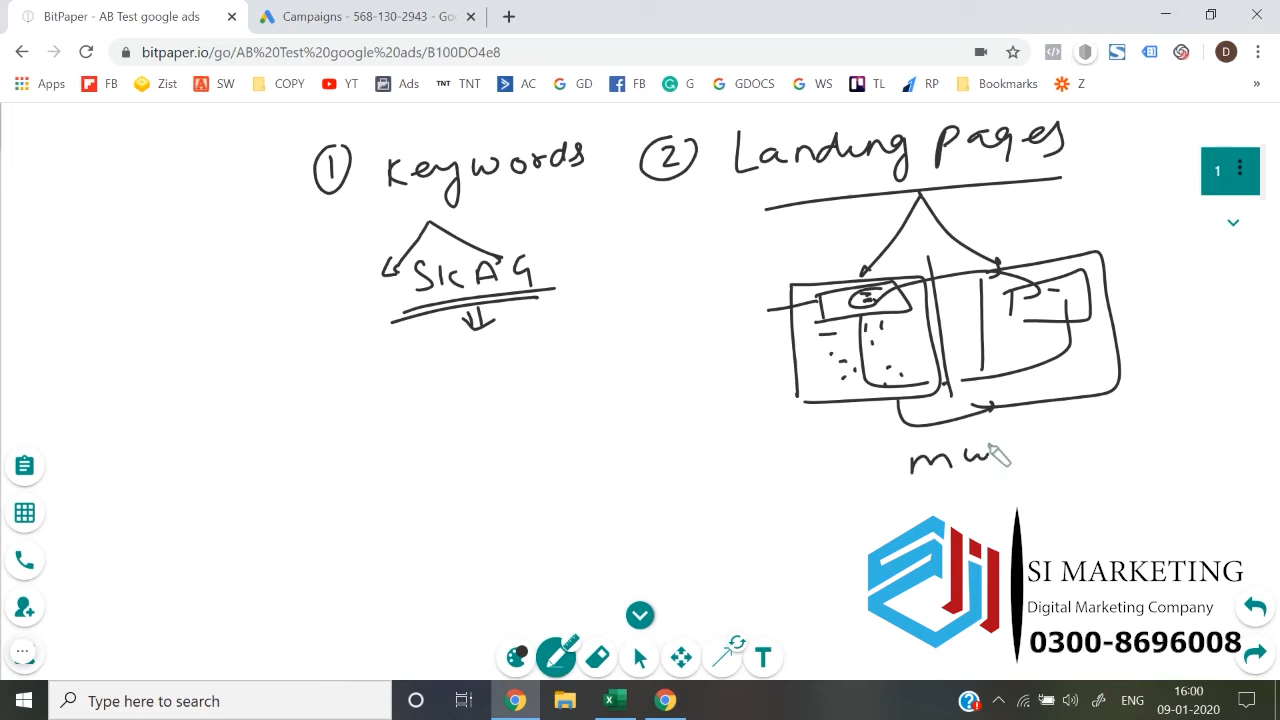 BitPaper - AB Test google ads
Campaigns - 568-130-2943 - Goo
bitpaper.io/go/AB%20Test%20google%20ads/B100DO4e8
D
Apps FB Zist SW COPY YT Ads TNT TNT AC GD FB G GDOCS WS TL RP Bookmarks Z »
① Keywords ② Landing Pages
1
SKAG
SI MARKETING
Digital Marketing Company
0300-8696008
T
Type here to search
ENG
16:00
09-01-2020